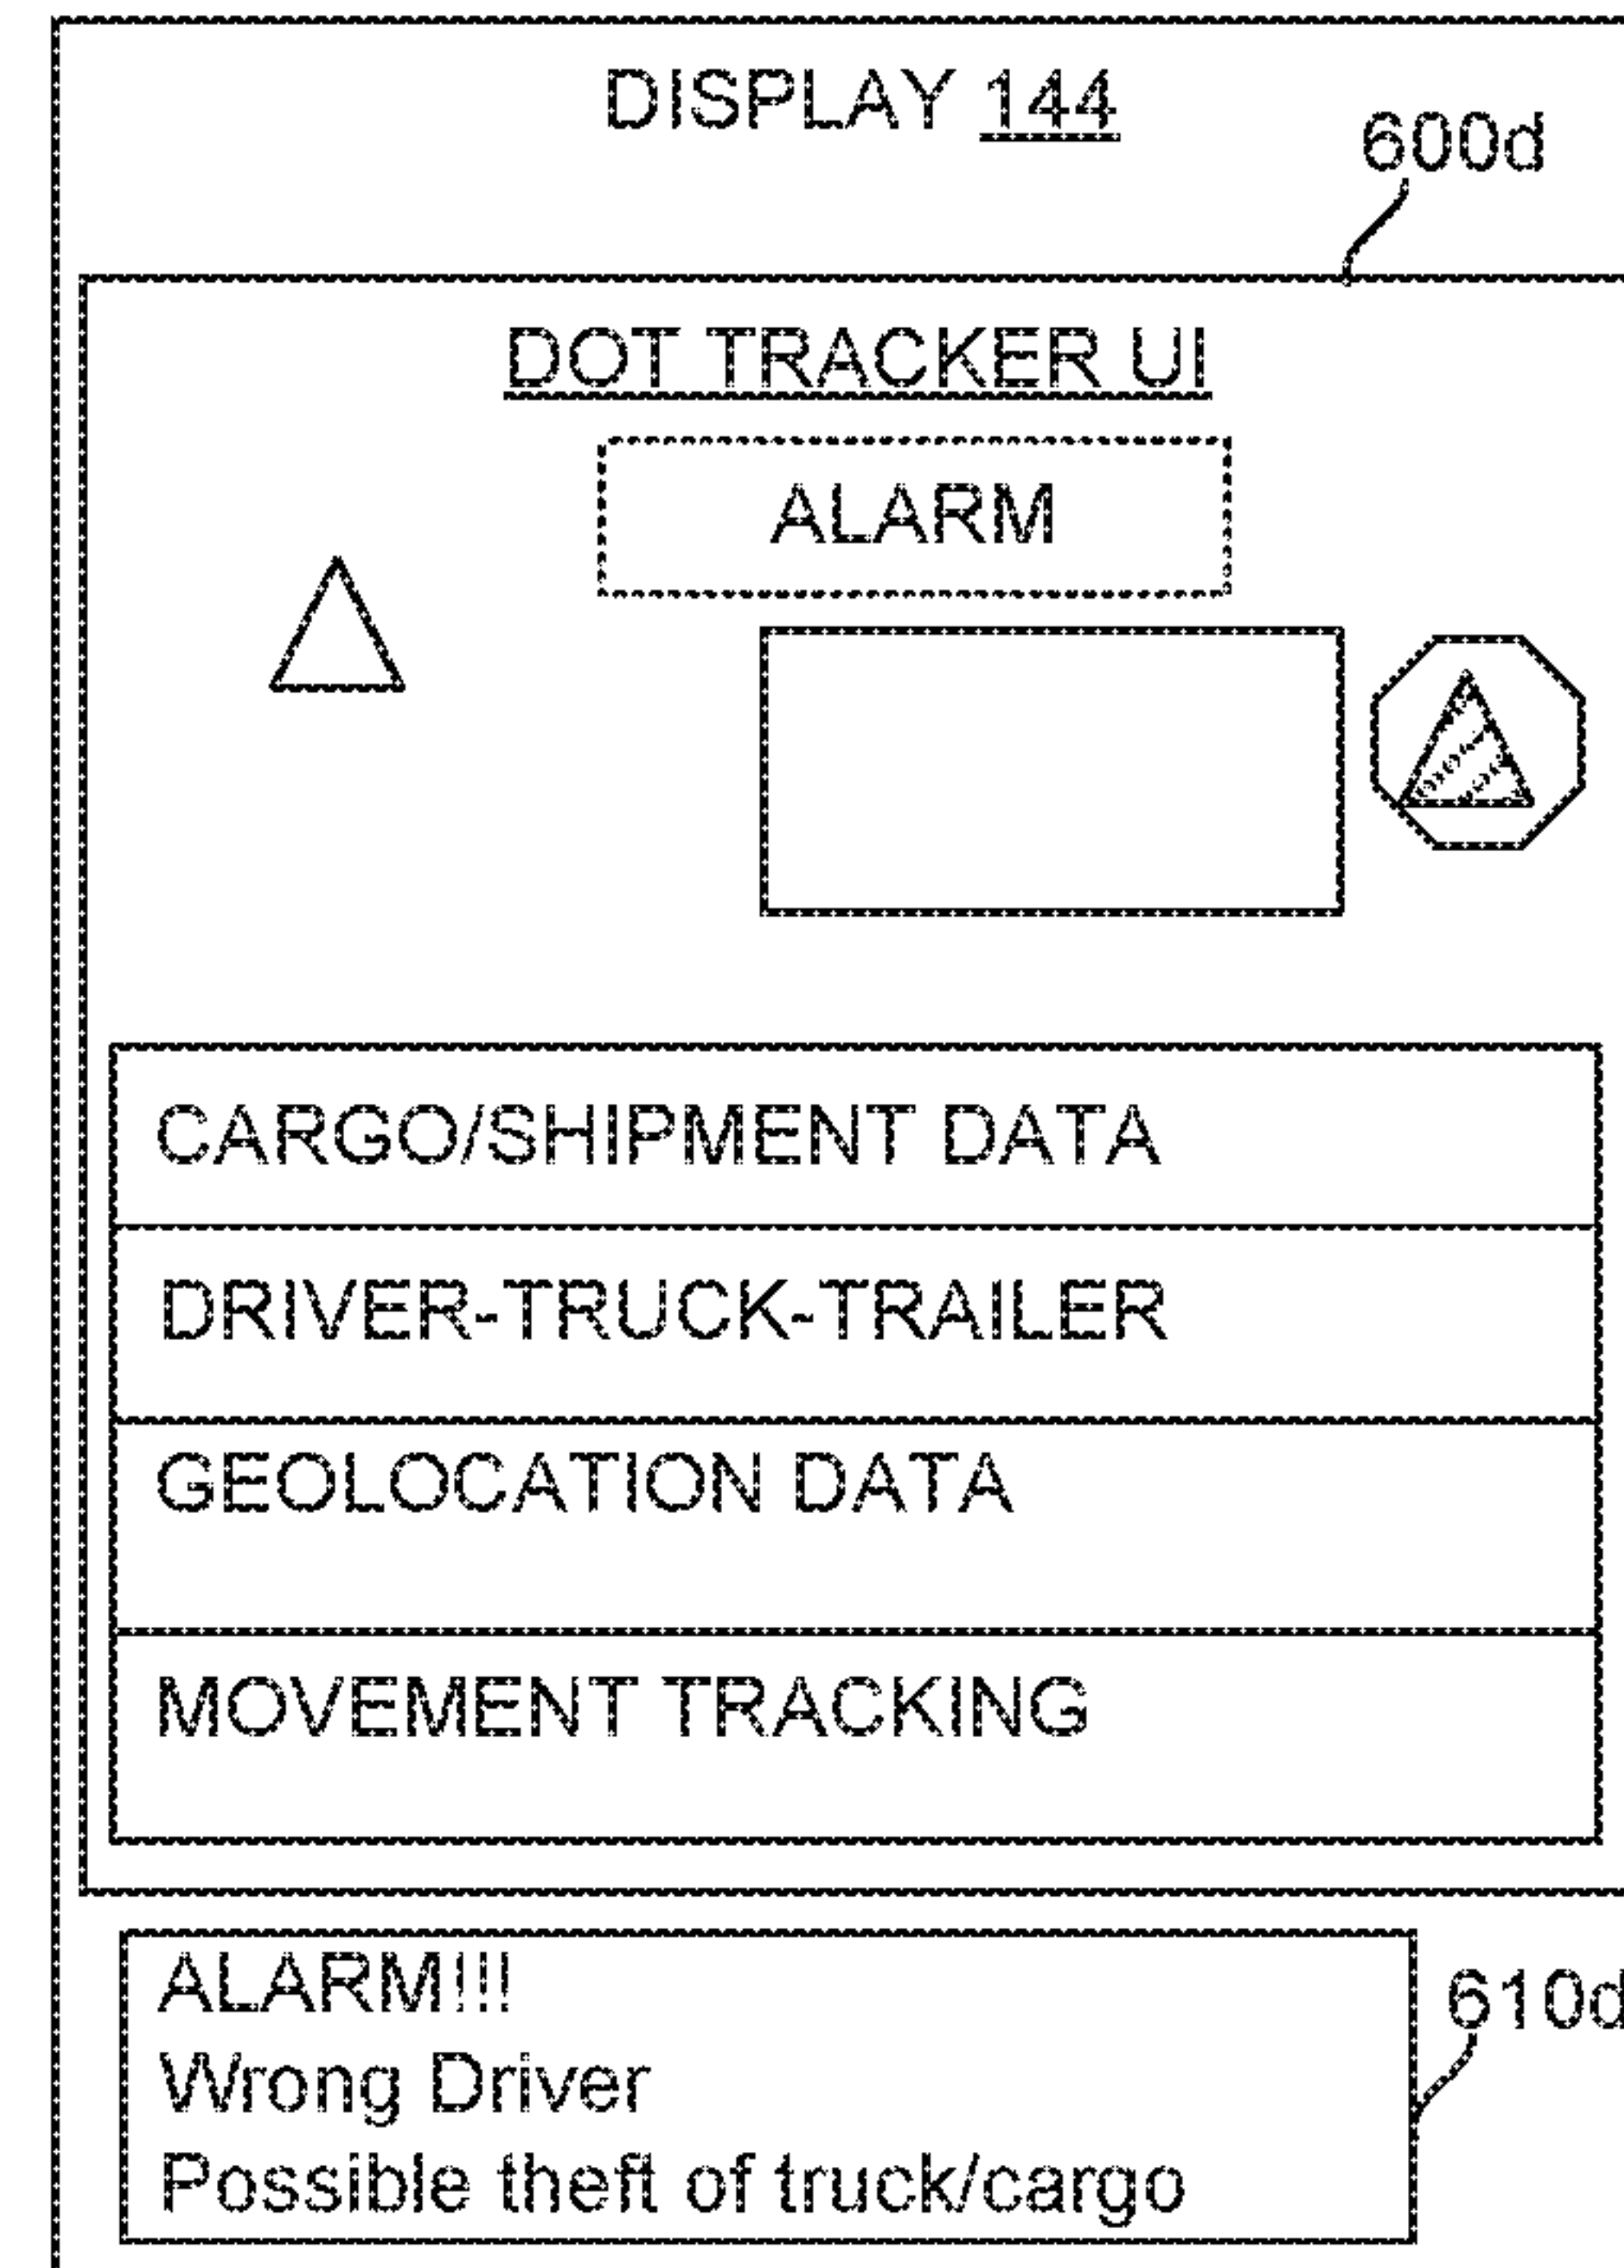 DISPLAY 144
600d
DOT TRACKER UI
ALARM
CARGO/SHIPMENT DATA
DRIVER-TRUCK-TRAILER
GEOLOCATION DATA
MOVEMENT TRACKING
ALARM!!!
610d
Wrong Driver
Possible theft of truck/cargo